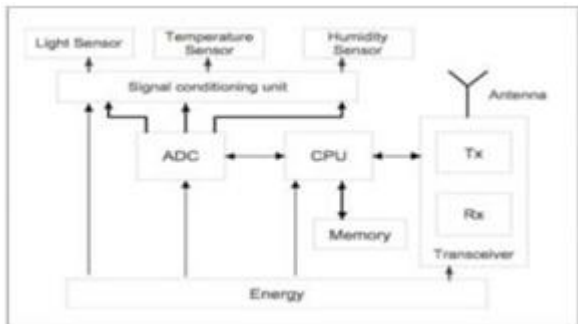 Light Sensor
Temperature
Sensor
Humidity
Sensor
Signal conditioning unit
Antenna
ADC
CPU
Tx
Rx
Memory
Transceiver
Energy